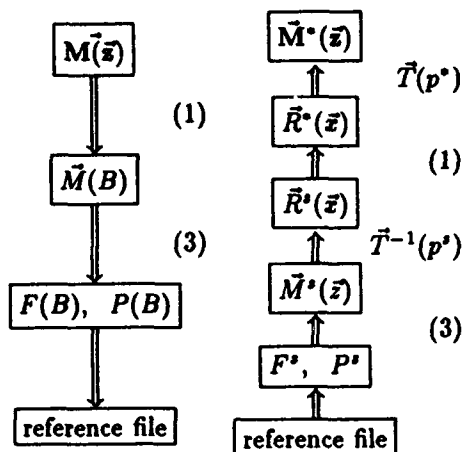 M⃗(z⃗)
(1)
M⃗(B)
(3)
F(B), P(B)
reference file
M⃗*(z⃗)
T⃗(p*)
R⃗*(x⃗)
(1)
R⃗ˢ(x⃗)
T⃗⁻¹(pˢ)
M⃗ˢ(z⃗)
(3)
Fˢ, Pˢ
reference file